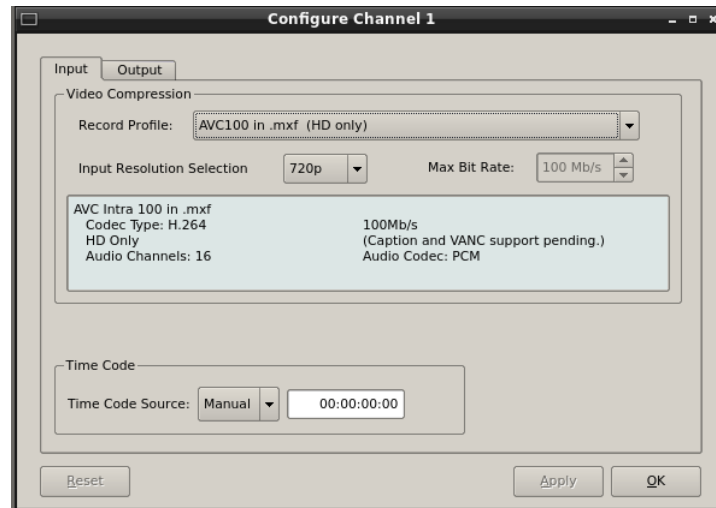 Configure Channel 1
Input Output
Video Compression
Record Profile: AVC100 in .mxf (HD only)
Input Resolution Selection 720p Max Bit Rate: 100 Mb/s
AVC Intra 100 in .mxf
Codec Type: H.264 100Mb/s
HD Only (Caption and VANC support pending.)
Audio Channels: 16 Audio Codec: PCM
Time Code
Time Code Source: Manual 00:00:00:00
Reset Apply OK